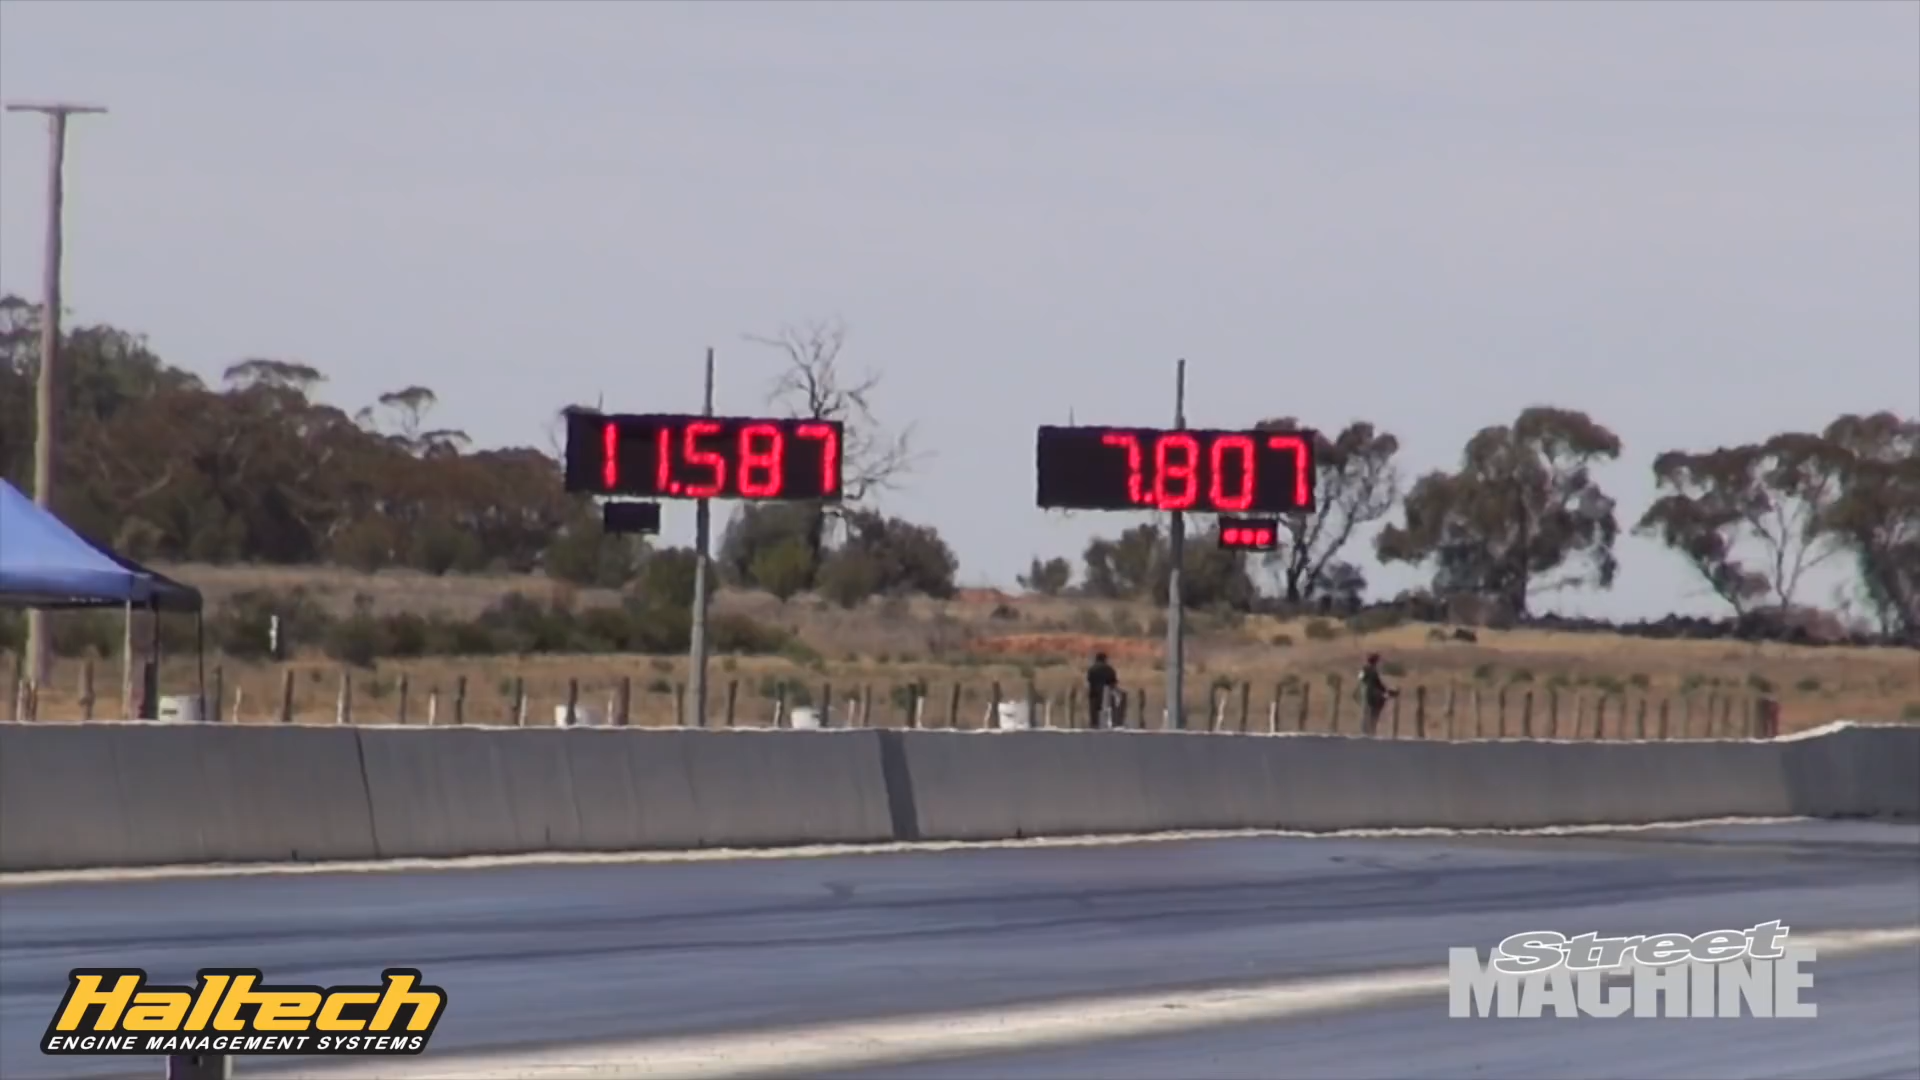 11.587
7.807
Haltech
ENGINE MANAGEMENT SYSTEMS
Street
MACHINE